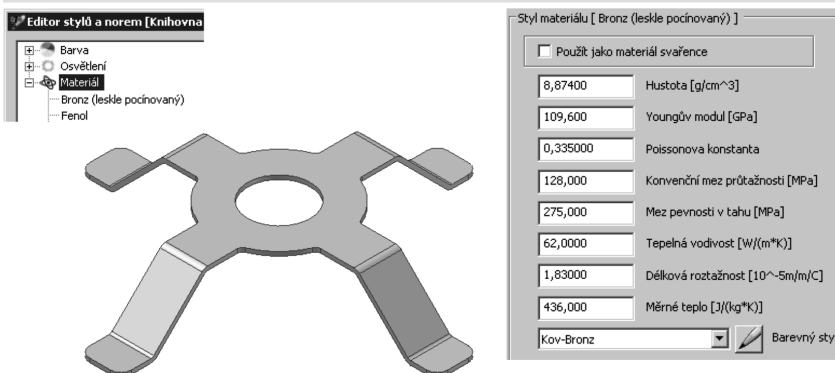 Editor stylů a norem [Knihovna
Barva
Osvětlení
Materiál
Bronz (leskle pocínovaný)
Fenol
Styl materiálu [ Bronz (leskle pocínovaný) ]
Použít jako materiál svařence
8,87400 Hustota [g/cm^3]
109,600 Youngův modul [GPa]
0,335000 Poissonova konstanta
128,000 Konvenční mez průtažnosti [MPa]
275,000 Mez pevnosti v tahu [MPa]
62,0000 Tepelná vodivost [W/(m*K)]
1,83000 Délková roztažnost [10^-5m/m/C]
436,000 Měrné teplo [J/(kg*K)]
Kov-Bronz Barevný sty